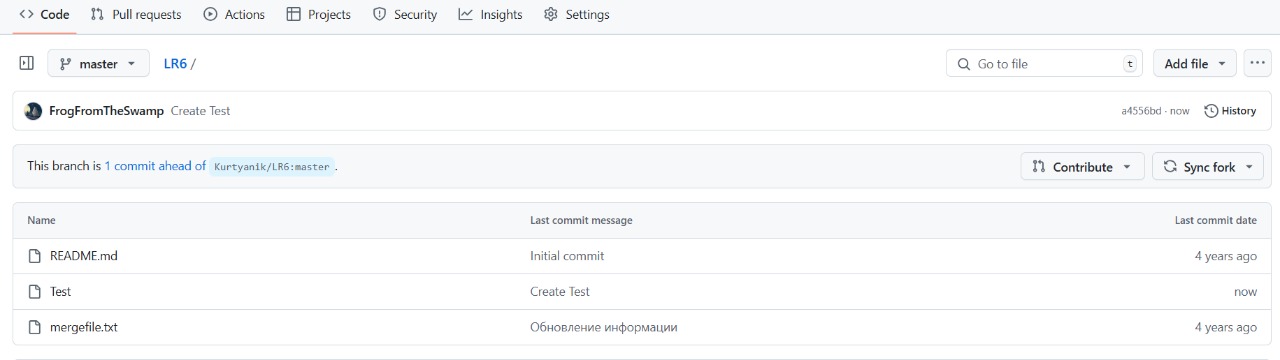 Code Pull requests Actions Projects Security Insights Settings
master LR6 / Go to file t Add file
FrogFromTheSwamp Create Test a4556bd · now History
This branch is 1 commit ahead of Kurtyanik/LR6:master. Contribute Sync fork
Name Last commit message Last commit date
README.md Initial commit 4 years ago
Test Create Test now
mergefile.txt Обновление информации 4 years ago